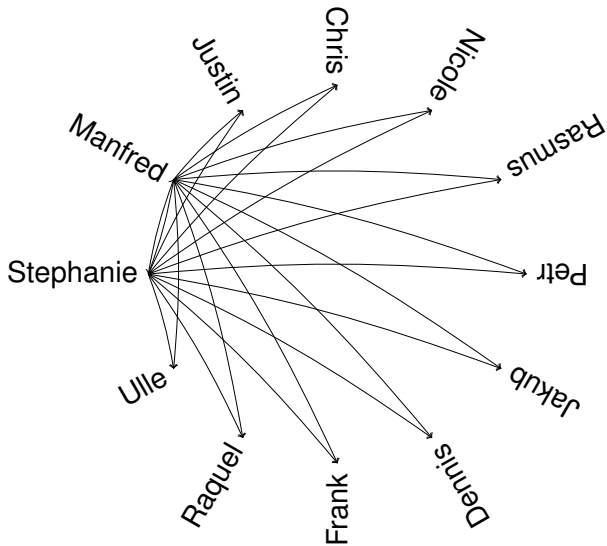 Chris
Nicole
Justin
Rasmus
Manfred
Petr
Stephanie
Jakub
Ulle
Dennis
Raquel
Frank